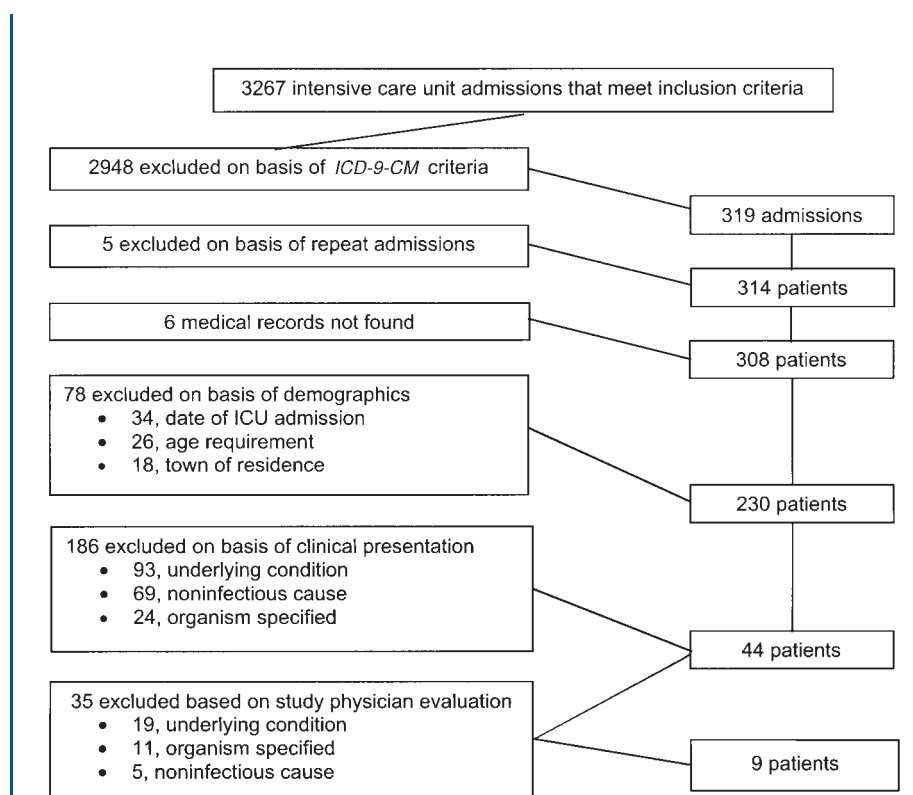 3267 intensive care unit admissions that meet inclusion criteria
2948 excluded on basis of ICD-9-CM criteria
319 admissions
5 excluded on basis of repeat admissions
314 patients
6 medical records not found
308 patients
78 excluded on basis of demographics
• 34, date of ICU admission
• 26, age requirement
• 18, town of residence
230 patients
186 excluded on basis of clinical presentation
• 93, underlying condition
• 69, noninfectious cause
• 24, organism specified
44 patients
35 excluded based on study physician evaluation
• 19, underlying condition
• 11, organism specified
• 5, noninfectious cause
9 patients